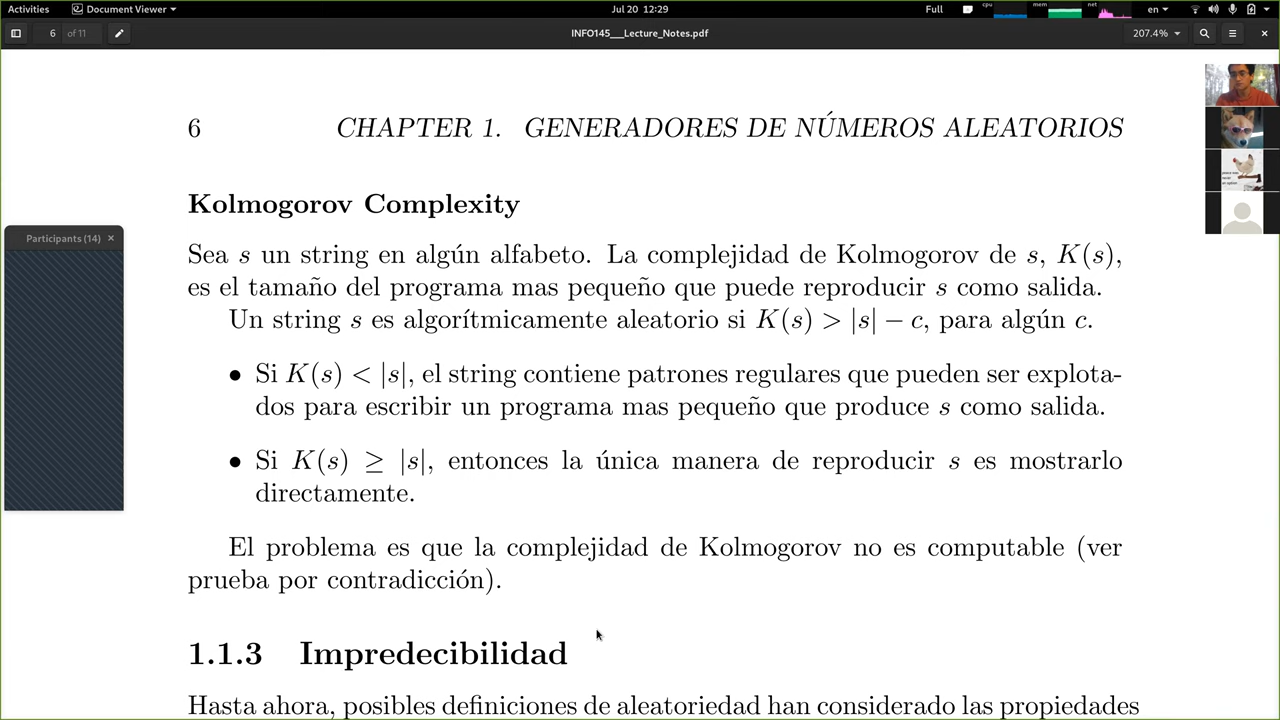 Activities Document Viewer Jul 20 12:29 Full cpu mem net en
6 of 11 INFO145___Lecture_Notes.pdf 207.4%
6 CHAPTER 1. GENERADORES DE NÚMEROS ALEATORIOS
Kolmogorov Complexity
Participants (14)
Sea s un string en algún alfabeto. La complejidad de Kolmogorov de s, K(s),
es el tamaño del programa mas pequeño que puede reproducir s como salida.
Un string s es algorítmicamente aleatorio si K(s) > |s| − c, para algún c.
• Si K(s) < |s|, el string contiene patrones regulares que pueden ser explota-
dos para escribir un programa mas pequeño que produce s como salida.
• Si K(s) ≥ |s|, entonces la única manera de reproducir s es mostrarlo
directamente.
El problema es que la complejidad de Kolmogorov no es computable (ver
prueba por contradicción).
1.1.3 Impredecibilidad
Hasta ahora, posibles definiciones de aleatoriedad han considerado las propiedades